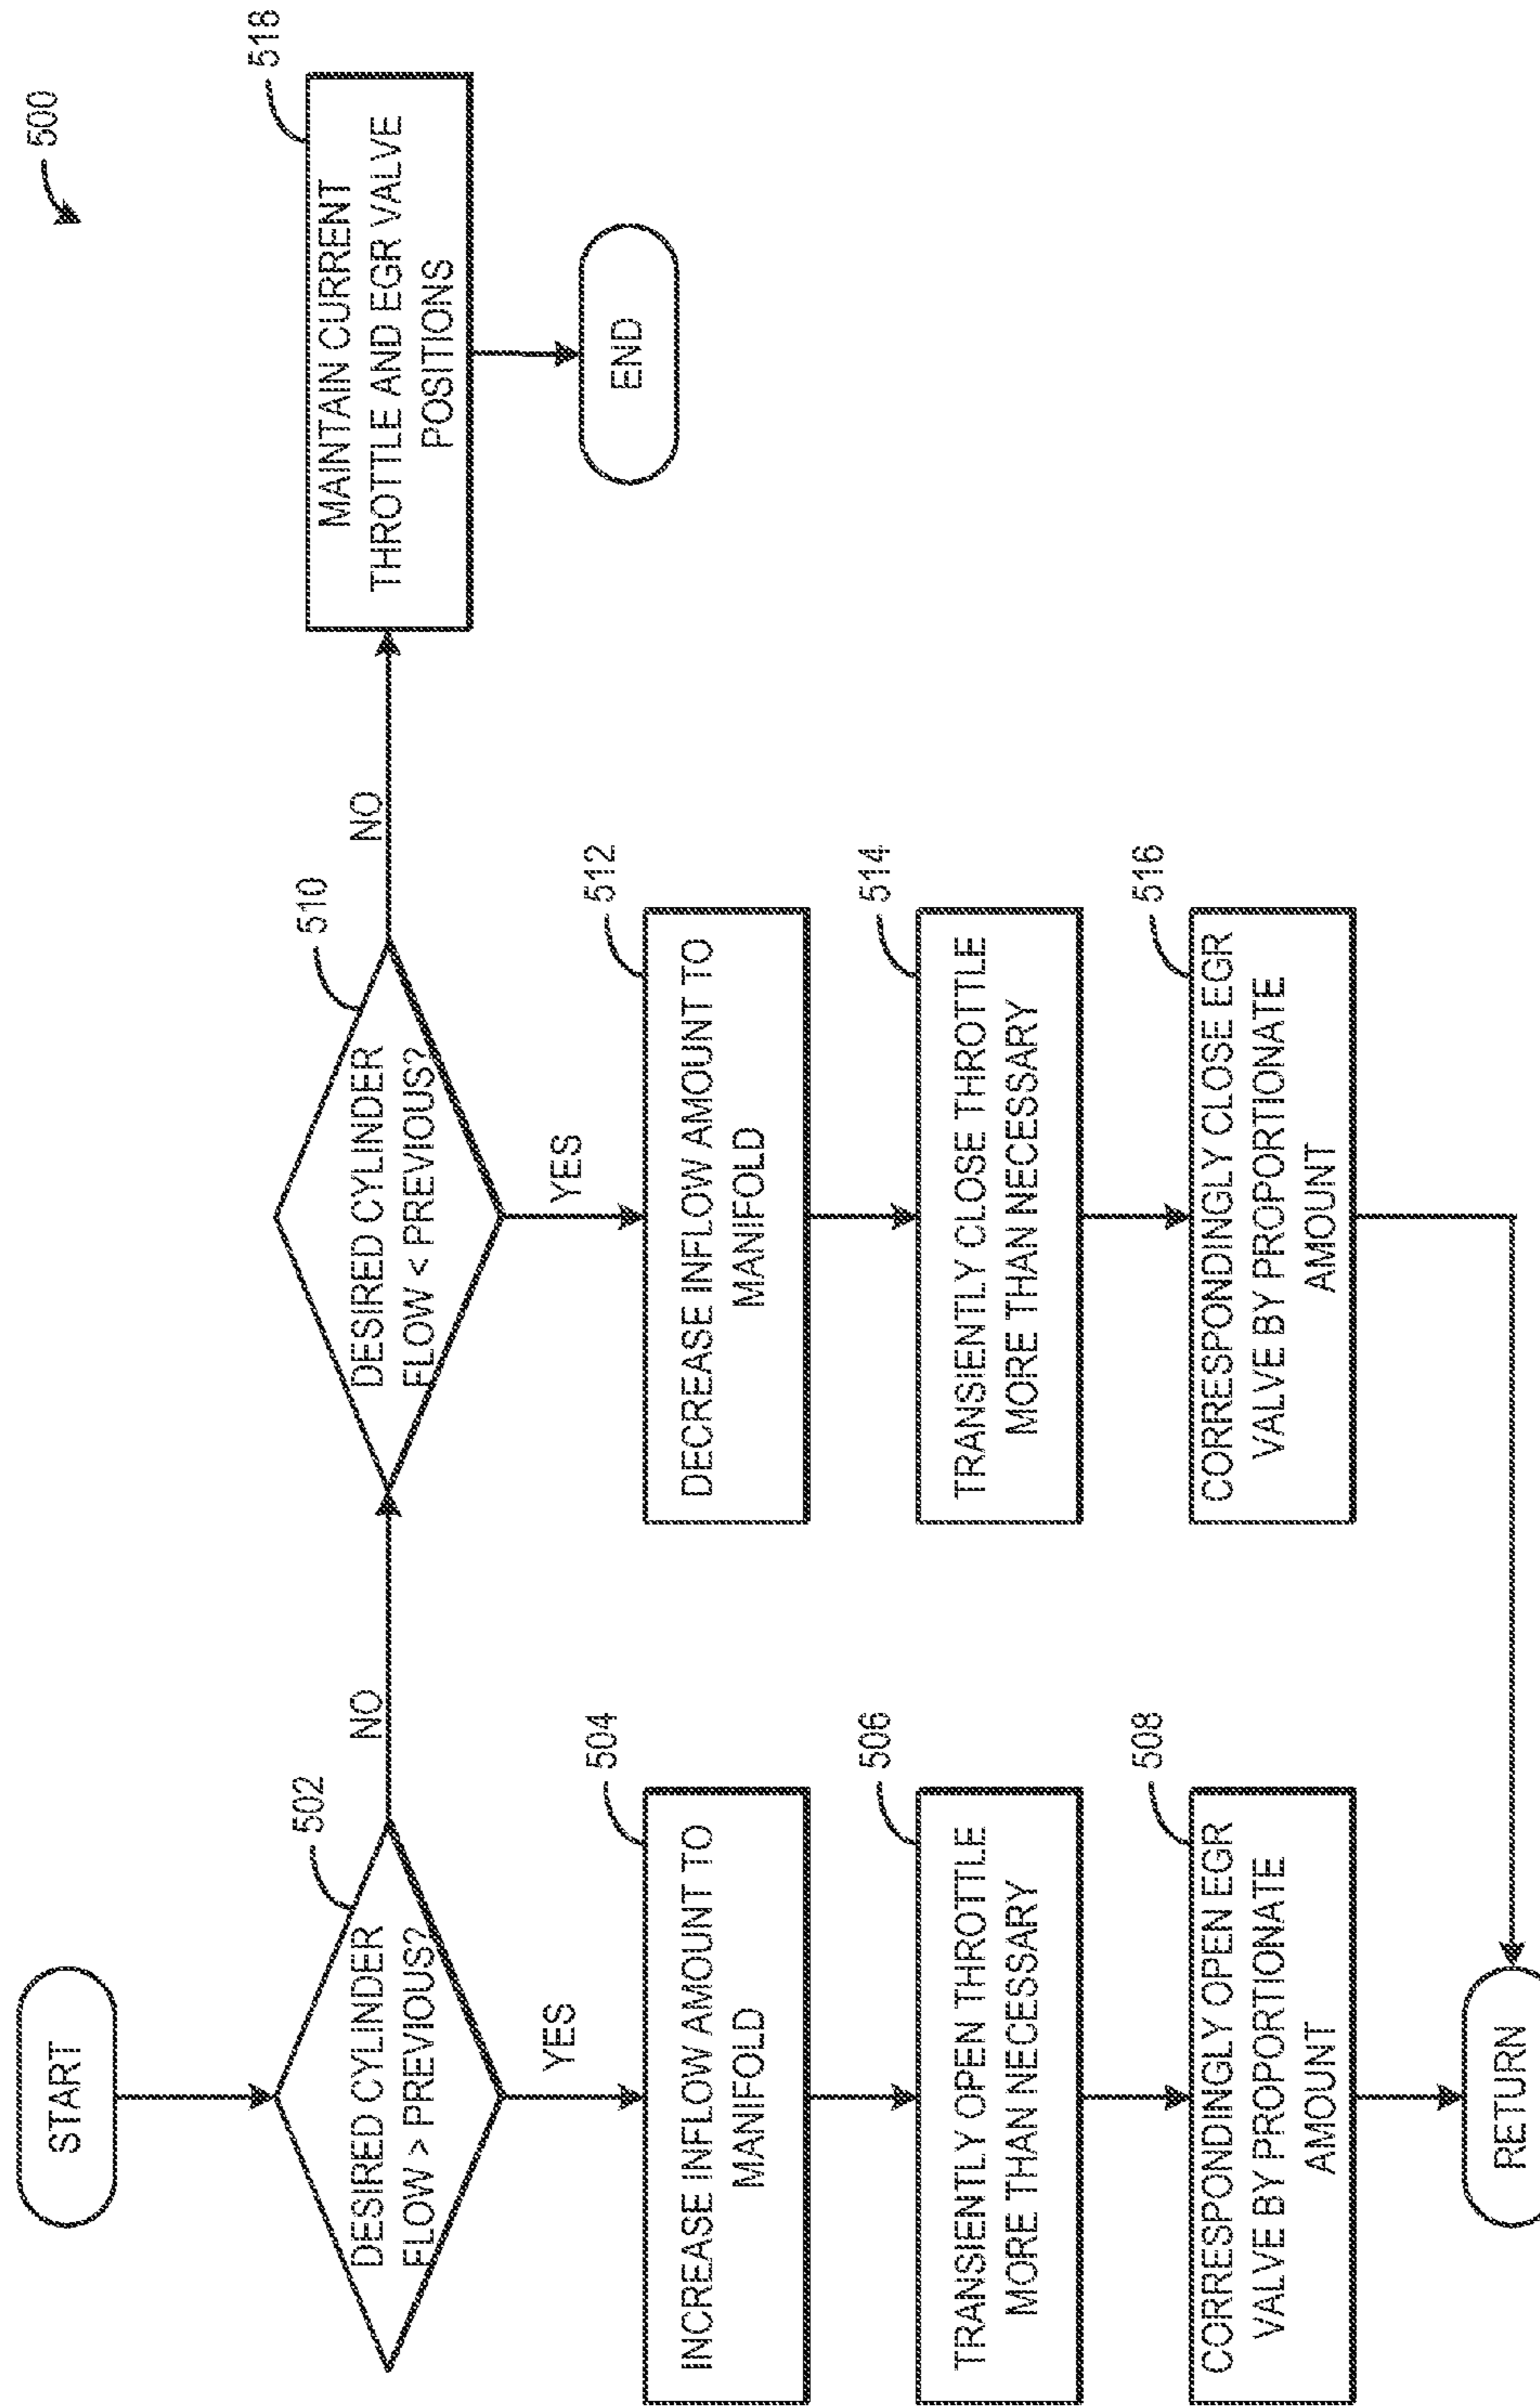 500
START
502
DESIRED CYLINDER
FLOW > PREVIOUS?
NO
YES
504
INCREASE INFLOW AMOUNT TO
MANIFOLD
506
TRANSIENTLY OPEN THROTTLE
MORE THAN NECESSARY
508
CORRESPONDINGLY OPEN EGR
VALVE BY PROPORTIONATE
AMOUNT
RETURN
510
DESIRED CYLINDER
FLOW < PREVIOUS?
NO
YES
512
DECREASE INFLOW AMOUNT TO
MANIFOLD
514
TRANSIENTLY CLOSE THROTTLE
MORE THAN NECESSARY
516
CORRESPONDINGLY CLOSE EGR
VALVE BY PROPORTIONATE
AMOUNT
518
MAINTAIN CURRENT
THROTTLE AND EGR VALVE
POSITIONS
END